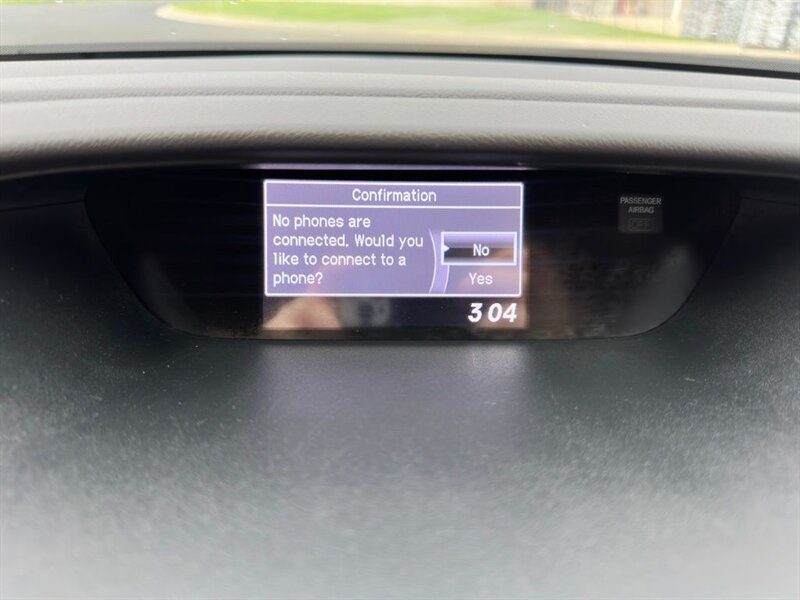 Confirmation
No phones are
connected. Would you
like to connect to a
phone?
No
Yes
3 04
PASSENGER
AIRBAG
OFF